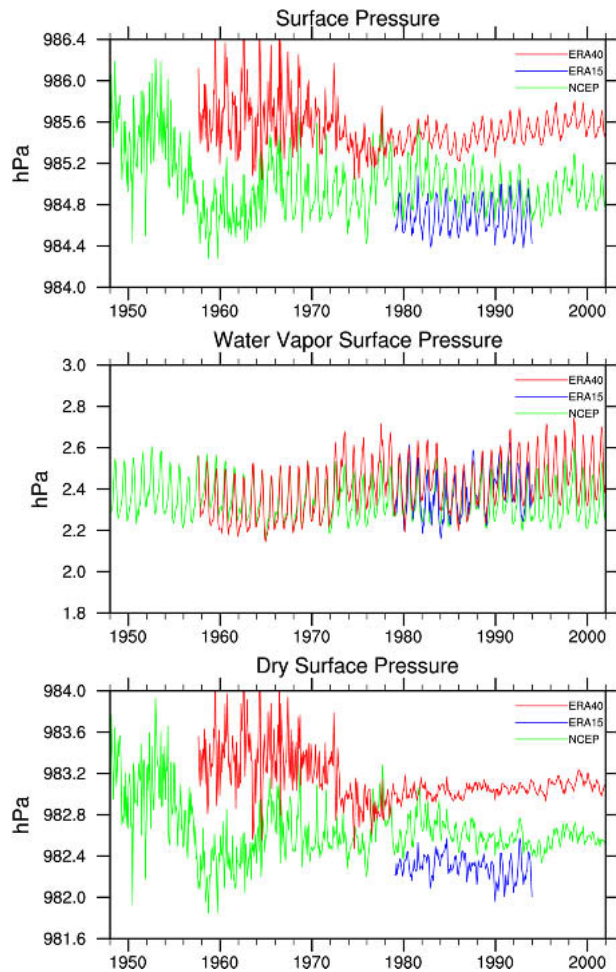 Surface Pressure
986.4
986.0
985.6
985.2
984.8
984.4
984.0
hPa
ERA40
ERA15
NCEP
1950 1960 1970 1980 1990 2000
Water Vapor Surface Pressure
3.0
2.8
2.6
2.4
2.2
2.0
1.8
hPa
ERA40
ERA15
NCEP
1950 1960 1970 1980 1990 2000
Dry Surface Pressure
984.0
983.6
983.2
982.8
982.4
982.0
981.6
hPa
ERA40
ERA15
NCEP
1950 1960 1970 1980 1990 2000